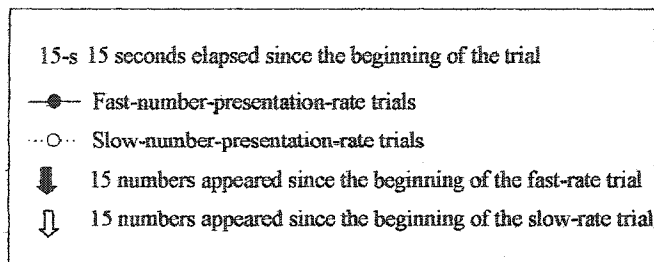 15-s 15 seconds elapsed since the beginning of the trial
Fast-number-presentation-rate trials
Slow-number-presentation-rate trials
15 numbers appeared since the beginning of the fast-rate trial
15 numbers appeared since the beginning of the slow-rate trial